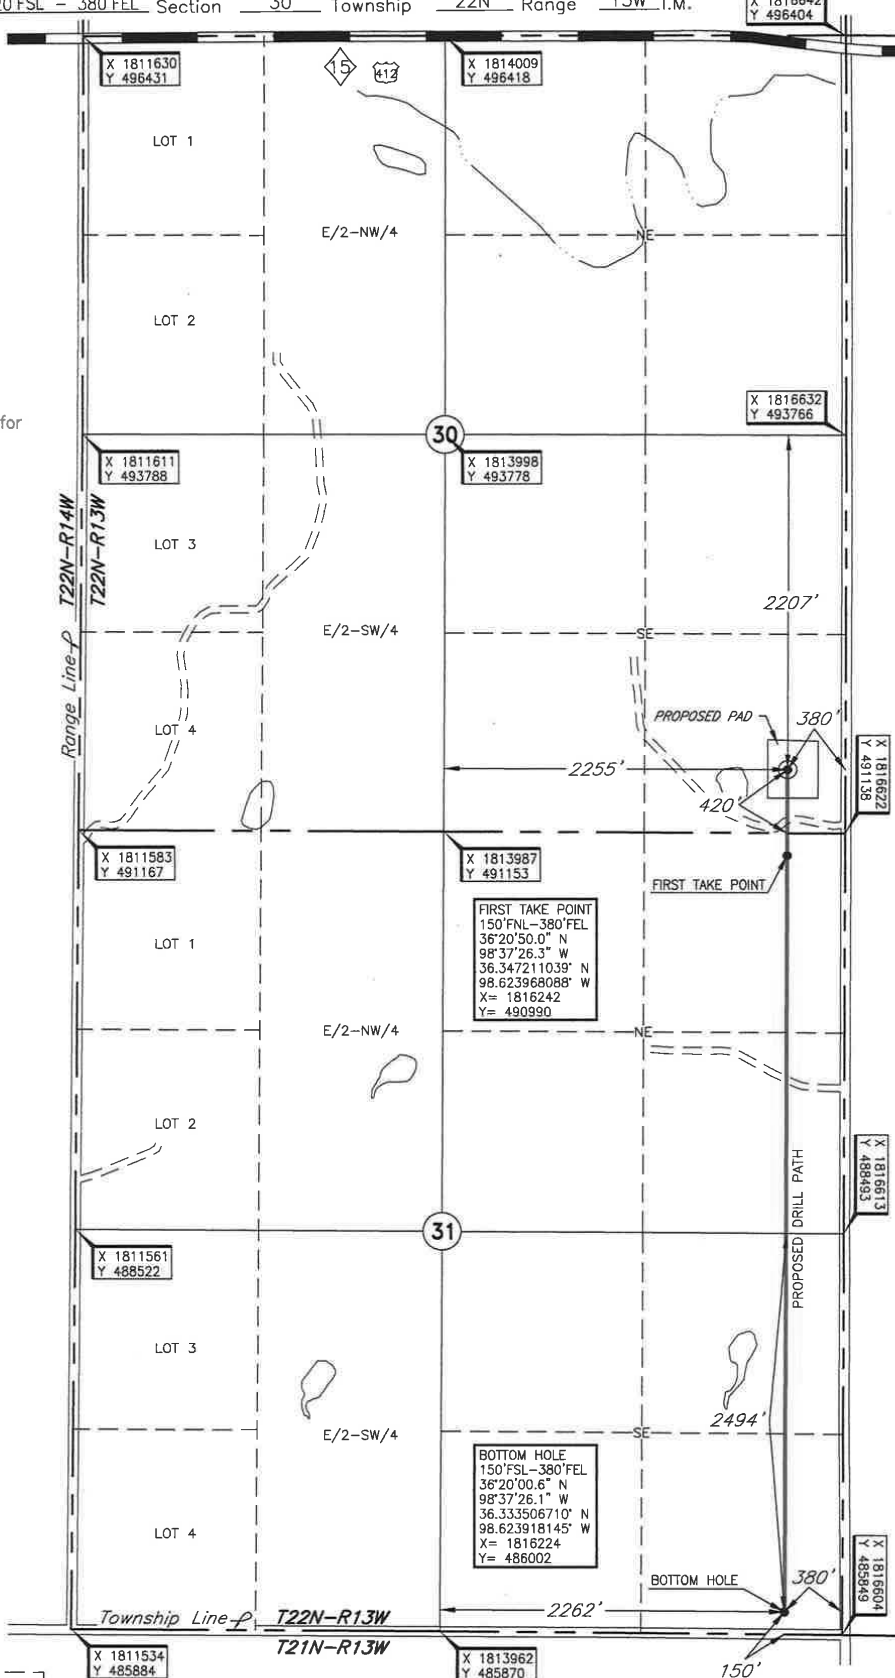 20 FSL - 380 FEL Section 30 Township 22N Range 13W I.M.
X 1816642
Y 496404
X 1811630
Y 496431
15
412
X 1814009
Y 496418
LOT 1
E/2-NW/4
NE
LOT 2
for
X 1816632
Y 493766
30
X 1811611
Y 493788
X 1813998
Y 493778
T22N-R14W
T22N-R13W
LOT 3
2207'
E/2-SW/4
SE
Range Line
PROPOSED PAD
380'
LOT 4
2255'
420'
X 1816622
Y 491138
X 1811583
Y 491167
X 1813987
Y 491153
FIRST TAKE POINT
FIRST TAKE POINT
150'FNL-380'FEL
36°20'50.0" N
98°37'26.3" W
36.347211039° N
98.623968088° W
X= 1816242
Y= 490990
LOT 1
E/2-NW/4
NE
LOT 2
PROPOSED DRILL PATH
X 1816613
Y 488493
31
X 1811561
Y 488522
LOT 3
2494'
E/2-SW/4
SE
BOTTOM HOLE
150'FSL-380'FEL
36°20'00.6" N
98°37'26.1" W
36.333506710° N
98.623918145° W
X= 1816224
Y= 486002
LOT 4
BOTTOM HOLE
380'
X 1816604
Y 485849
2262'
Township Line
T22N-R13W
T21N-R13W
X 1811534
Y 485884
X 1813962
Y 485870
150'